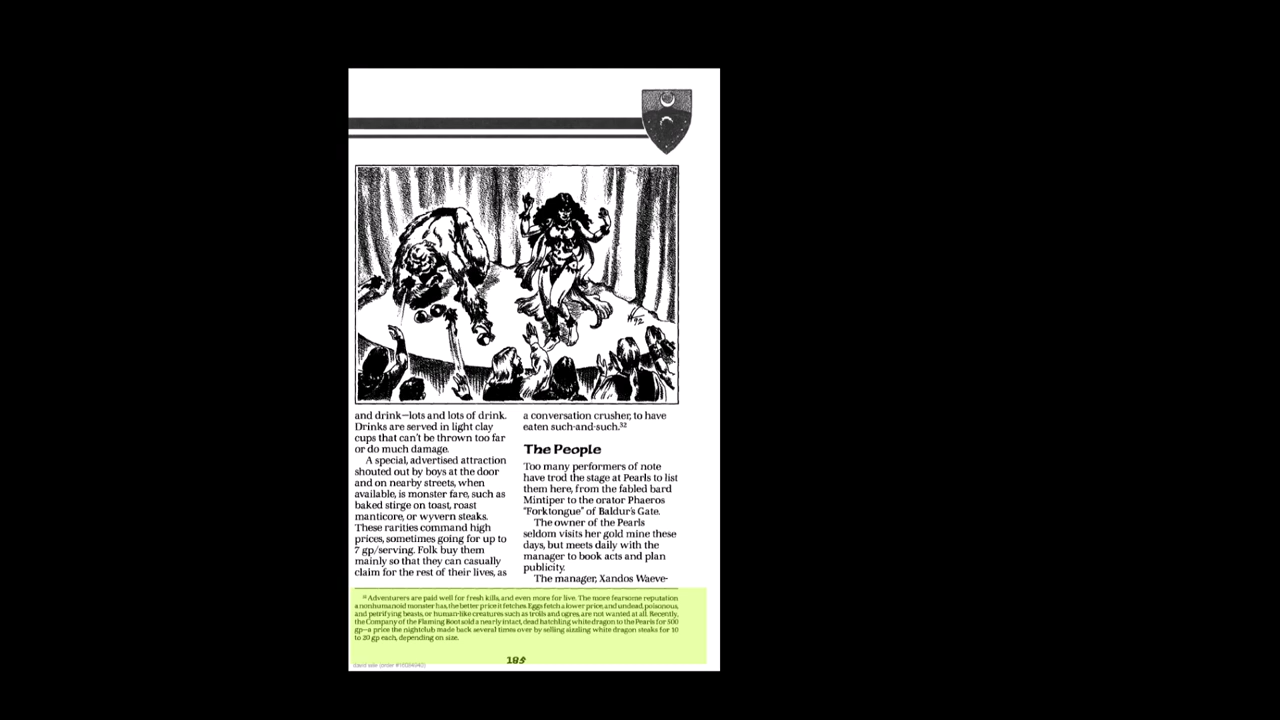 and drink—lots and lots of drink.
Drinks are served in light clay
cups that can't be thrown too far
or do much damage.
A special, advertised attraction
shouted out by boys at the door
and on nearby streets, when
available, is monster fare, such as
baked stirge on toast, roast
manticore, or wyvern steaks.
These rarities command high
prices, sometimes going for up to
7 gp/serving. Folk buy them
mainly so that they can casually
claim for the rest of their lives, as
a conversation crusher, to have
eaten such-and-such.³²
The People
Too many performers of note
have trod the stage at Pearls to list
them here, from the fabled bard
Mintiper to the orator Phaeros
"Forktongue" of Baldur's Gate.
The owner of the Pearls
seldom visits her gold mine these
days, but meets daily with the
manager to book acts and plan
publicity.
The manager, Xandos Waeve-
³² Adventurers are paid well for fresh kills, and even more for live. The more fearsome reputation
a nonhumanoid monster has, the better price it fetches. Eggs fetch a lower price, and undead, poisonous,
and petrifying beasts, or human-like creatures such as trolls and ogres, are not wanted at all. Recently,
the Company of the Flaming Boot sold a nearly intact, dead hatchling white dragon to the Pearls for 500
gp—a price the nightclub made back several times over by selling sizzling white dragon steaks for 10
to 20 gp each, depending on size.